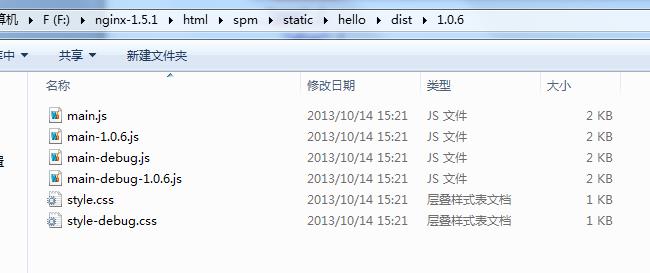 算机 ▸ F (F:) ▸ nginx-1.5.1 ▸ html ▸ spm ▸ static ▸ hello ▸ dist ▸ 1.0.6
库中 共享 新建文件夹
名称 修改日期 类型 大小
main.js 2013/10/14 15:21 JS 文件 2 KB
main-1.0.6.js 2013/10/14 15:21 JS 文件 2 KB
main-debug.js 2013/10/14 15:21 JS 文件 2 KB
main-debug-1.0.6.js 2013/10/14 15:21 JS 文件 2 KB
style.css 2013/10/14 15:21 层叠样式表文档 1 KB
style-debug.css 2013/10/14 15:21 层叠样式表文档 1 KB